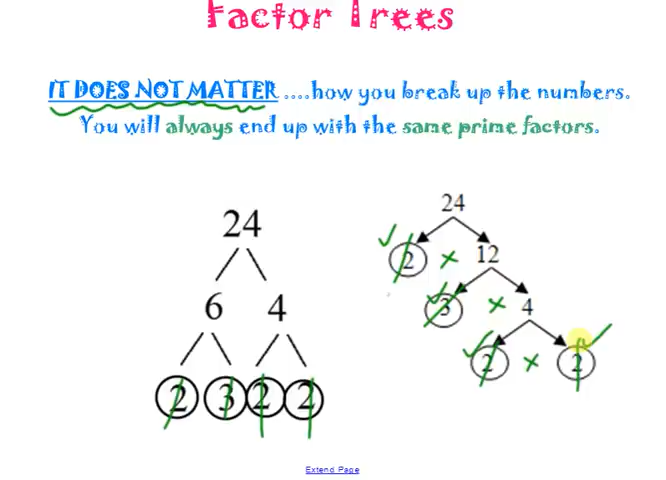 Factor Trees
IT DOES NOT MATTER ....how you break up the numbers.
You will always end up with the same prime factors.
24
6 4
2 3 2 2
24
2 × 12
3 × 4
2 × 2
Extend Page